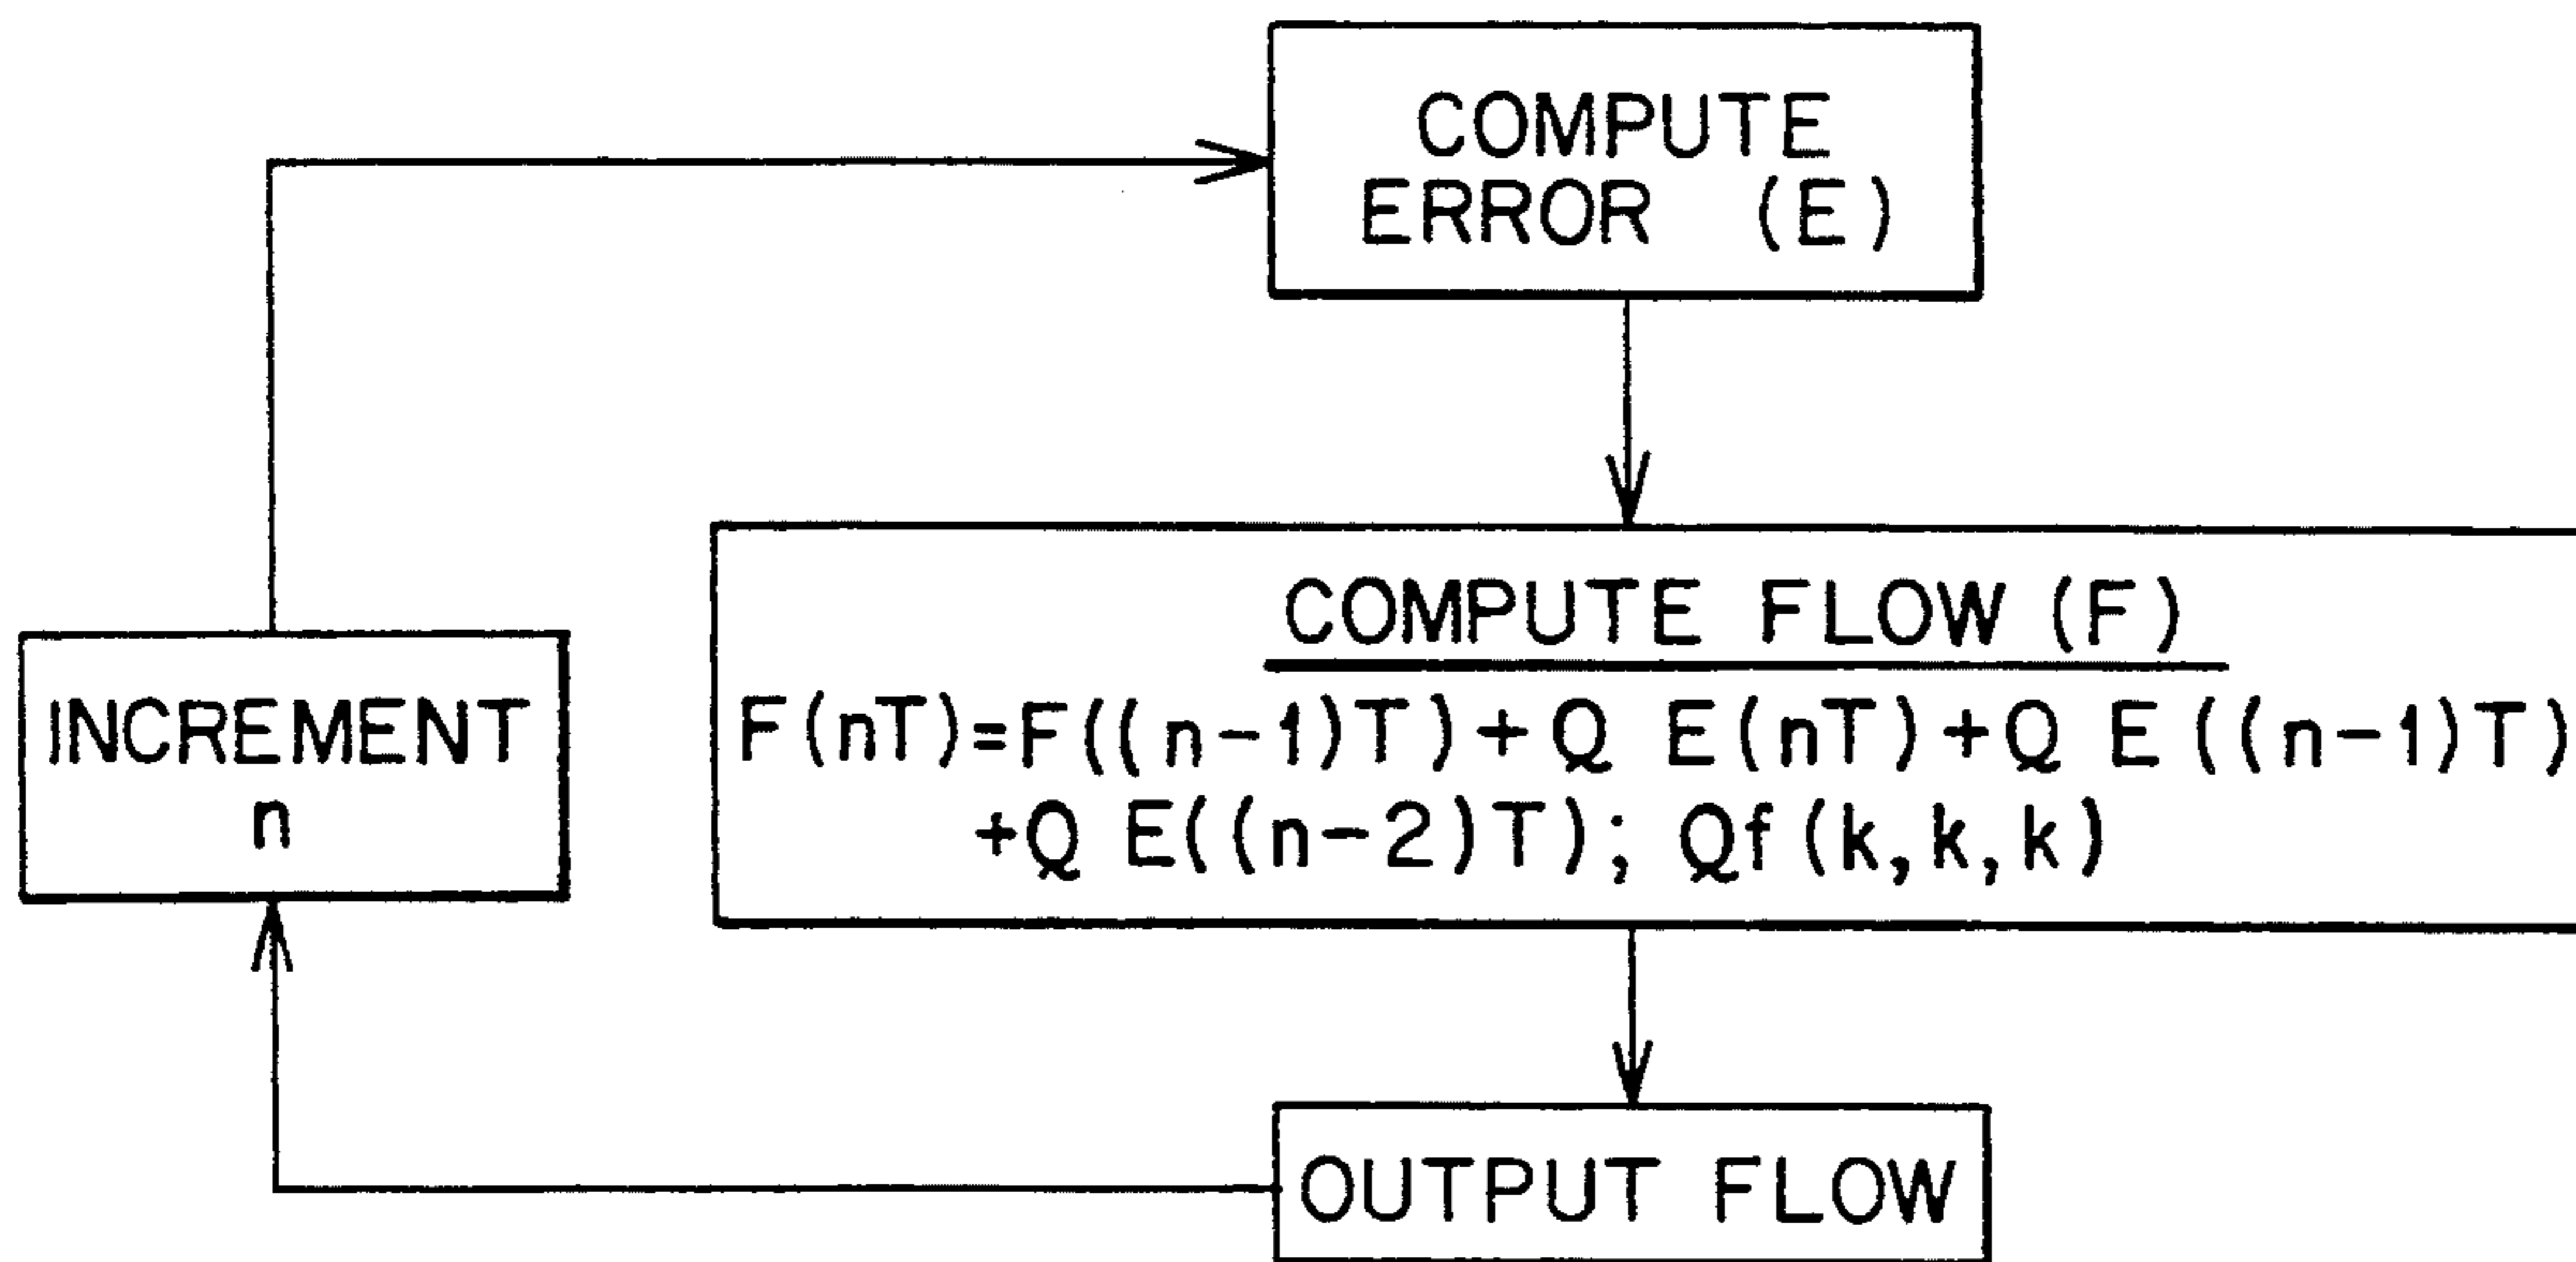 COMPUTE
ERROR (E)
COMPUTE FLOW (F)
F(nT)=F((n-1)T)+Q E(nT)+Q E((n-1)T)
+Q E((n-2)T); Qf(k,k,k)
INCREMENT
n
OUTPUT FLOW